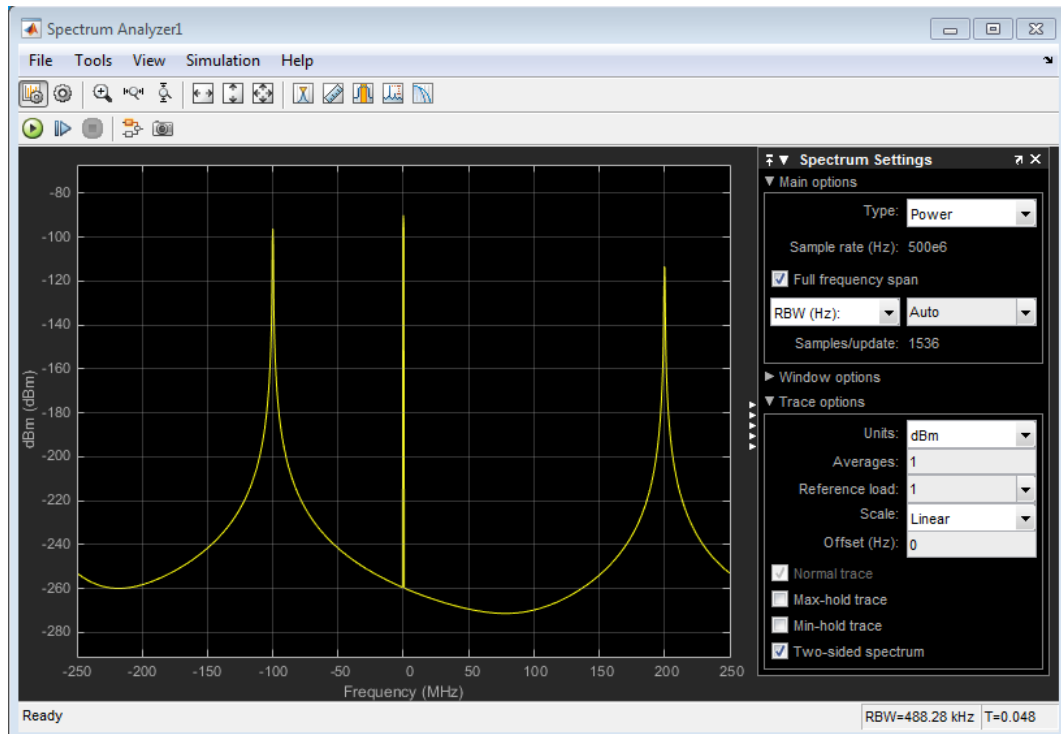 Spectrum Analyzer1
File Tools View Simulation Help
-80
-100
-120
-140
-160
-180
-200
-220
-240
-260
-280
dBm (dBm)
-250 -200 -150 -100 -50 0 50 100 150 200 250
Frequency (MHz)
Spectrum Settings
Main options
Type: Power
Sample rate (Hz): 500e6
Full frequency span
RBW (Hz): Auto
Samples/update: 1536
Window options
Trace options
Units: dBm
Averages: 1
Reference load: 1
Scale: Linear
Offset (Hz): 0
Normal trace
Max-hold trace
Min-hold trace
Two-sided spectrum
Ready RBW=488.28 kHz T=0.048